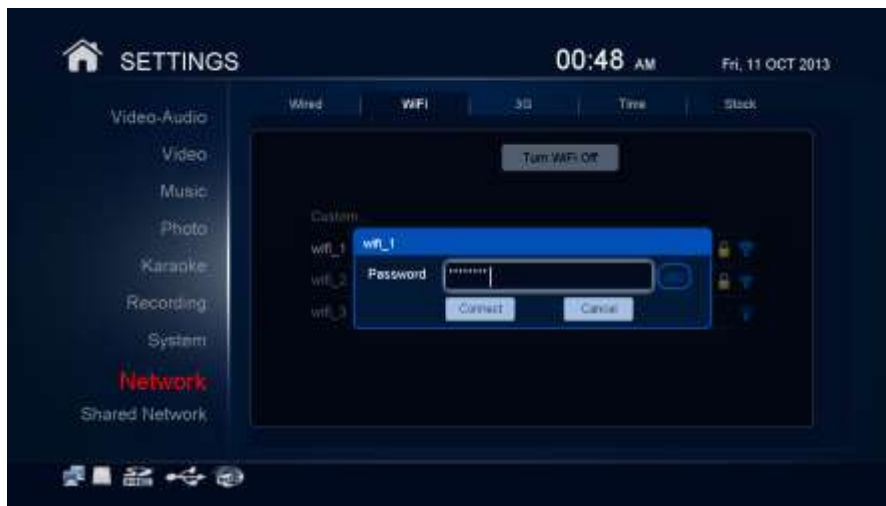 SETTINGS
00:48 AM
Fri, 11 OCT 2013
Wired
WiFi
3G
Time
Stock
Video-Audio
Video
Music
Photo
Karaoke
Recording
System
Network
Shared Network
Turn WiFi Off
Custom...
wifi_1
wifi_2
wifi_3
wifi_1
Password
********
Connect
Cancel